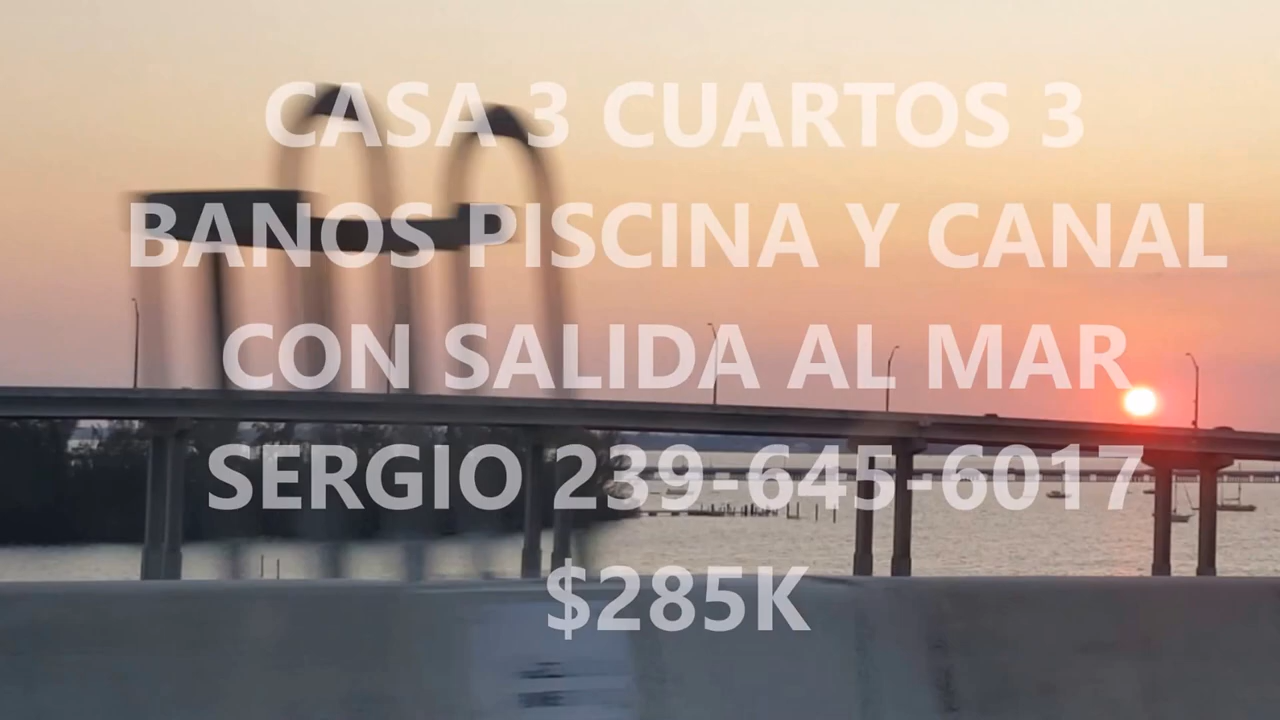 CASA 3 CUARTOS 3
BANOS PISCINA Y CANAL
CON SALIDA AL MAR
SERGIO 239-645-6017
$285K